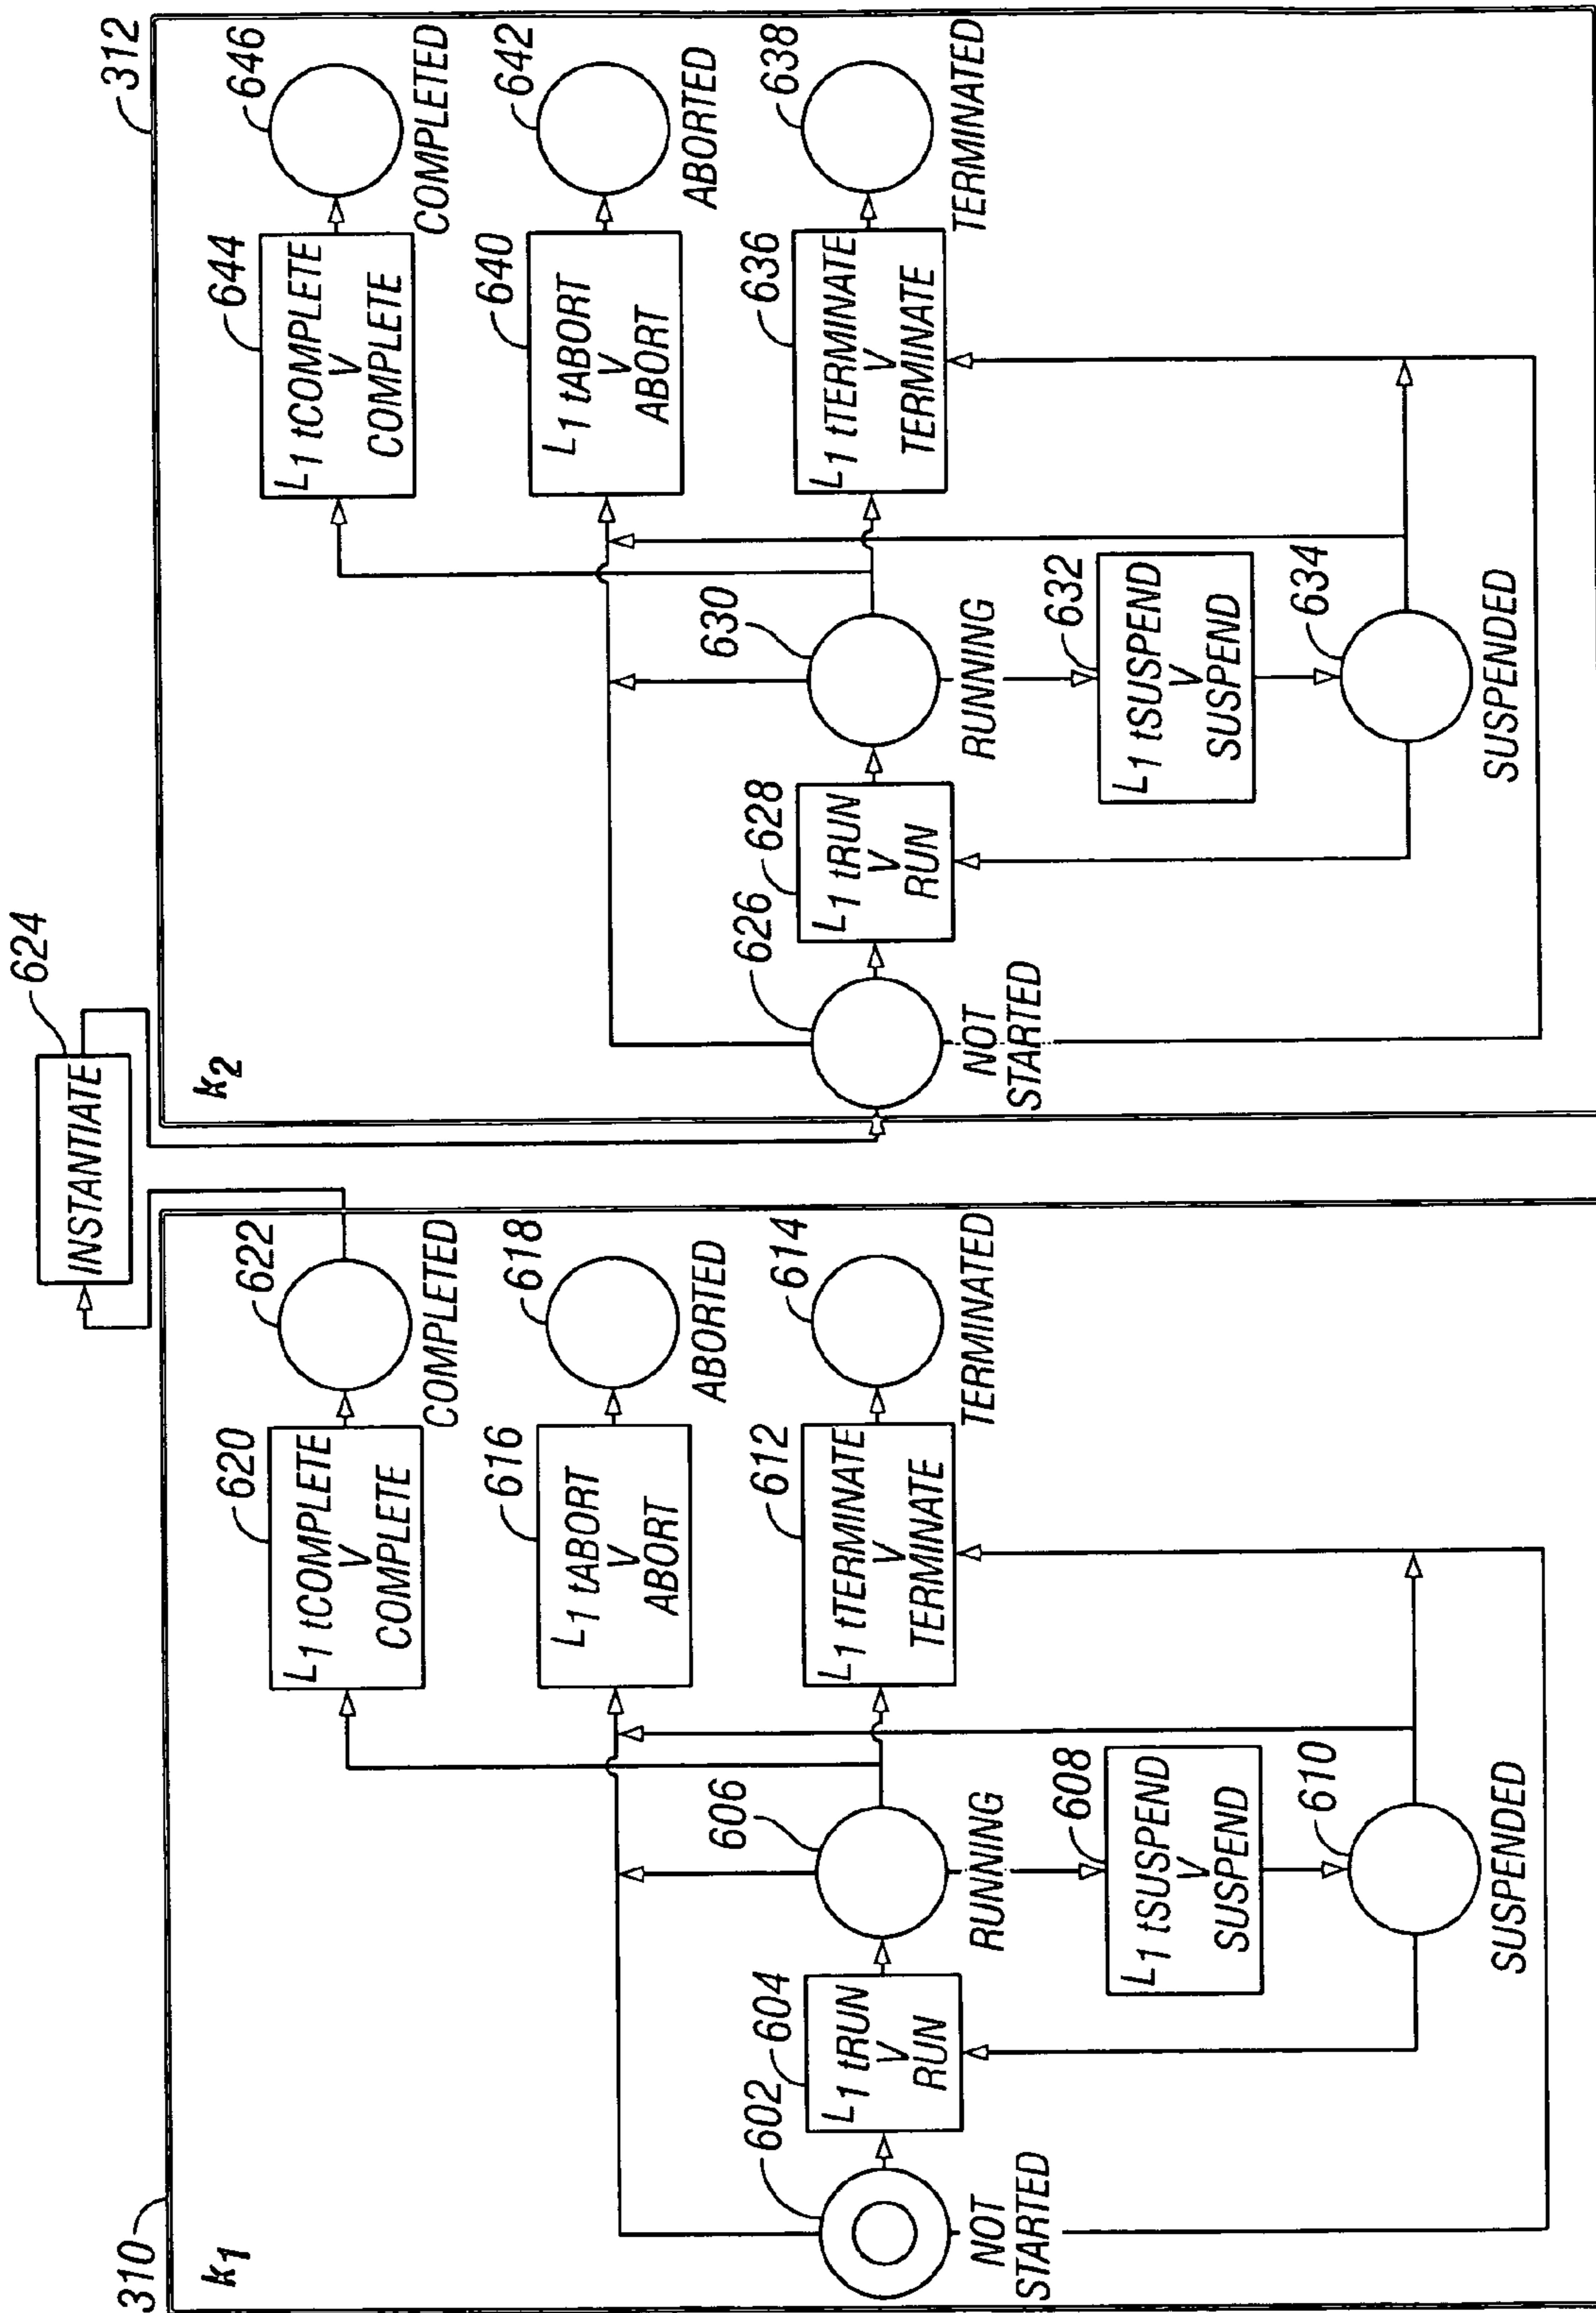 310
k1
602
NOT
STARTED
604
L1 tRUN
V
RUN
606
RUNNING
608
L1 tSUSPEND
V
SUSPEND
610
SUSPENDED
612
L1 tTERMINATE
V
TERMINATE
614
TERMINATED
616
L1 tABORT
V
ABORT
618
ABORTED
620
L1 tCOMPLETE
V
COMPLETE
622
COMPLETED
INSTANTIATE
624
312
k2
626
NOT
STARTED
628
L1 tRUN
V
RUN
630
RUNNING
632
L1 tSUSPEND
V
SUSPEND
634
SUSPENDED
636
L1 tTERMINATE
V
TERMINATE
638
TERMINATED
640
L1 tABORT
V
ABORT
642
ABORTED
644
L1 tCOMPLETE
V
COMPLETE
646
COMPLETED